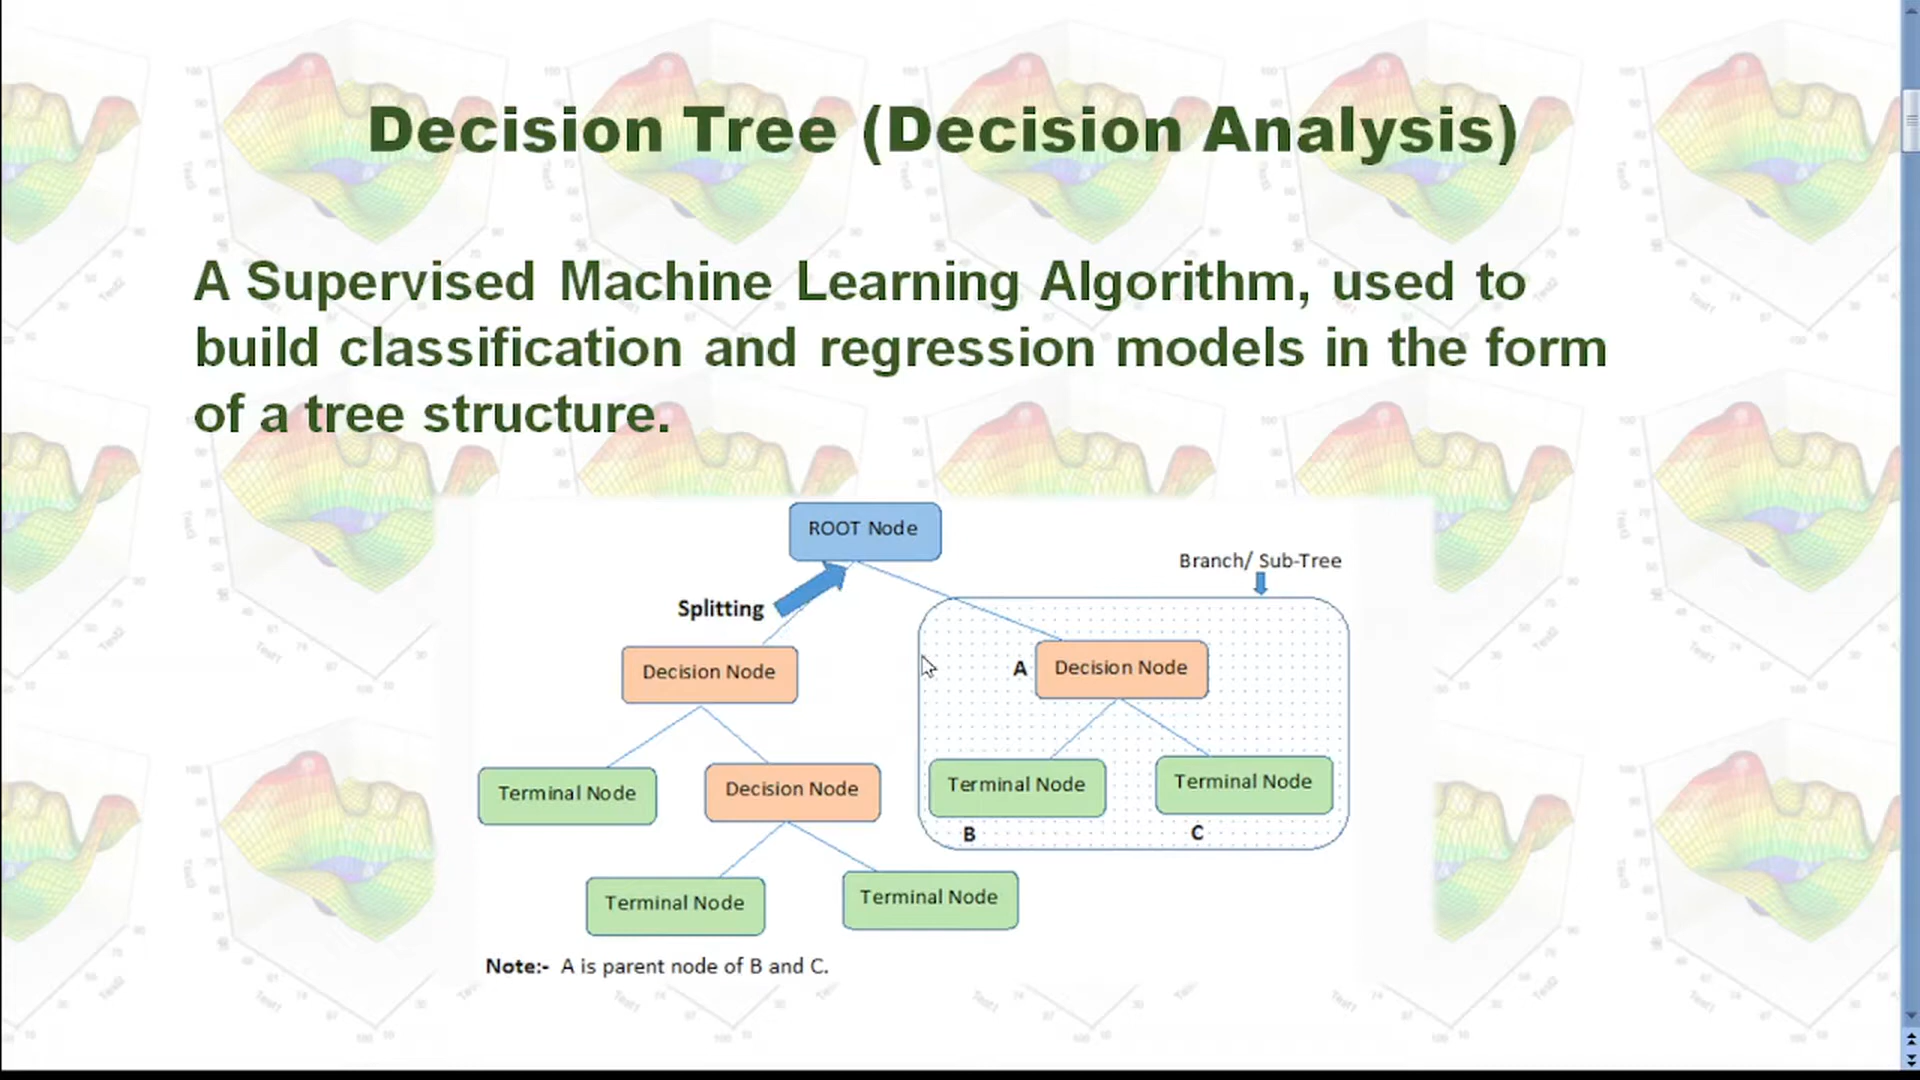 Decision Tree (Decision Analysis)
A Supervised Machine Learning Algorithm, used to
build classification and regression models in the form
of a tree structure.
ROOT Node
Branch/ Sub-Tree
Splitting
Decision Node
A
Decision Node
Terminal Node
Decision Node
Terminal Node
Terminal Node
B
C
Terminal Node
Terminal Node
Note:- A is parent node of B and C.